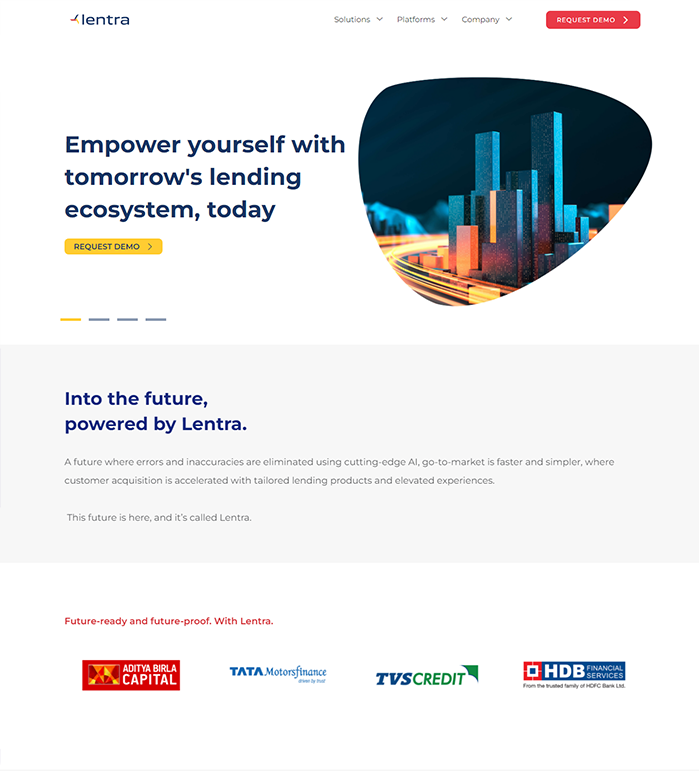 lentra
Solutions Platforms Company REQUEST DEMO
Empower yourself with
tomorrow's lending
ecosystem, today
REQUEST DEMO
Into the future,
powered by Lentra.
A future where errors and inaccuracies are eliminated using cutting-edge AI, go-to-market is faster and simpler, where
customer acquisition is accelerated with tailored lending products and elevated experiences.
This future is here, and it's called Lentra.
Future-ready and future-proof. With Lentra.
ADITYA BIRLA
CAPITAL
TATA Motorsfinance
driven by trust
TVS CREDIT
HDB FINANCIAL
SERVICES
From the trusted family of HDFC Bank Ltd.